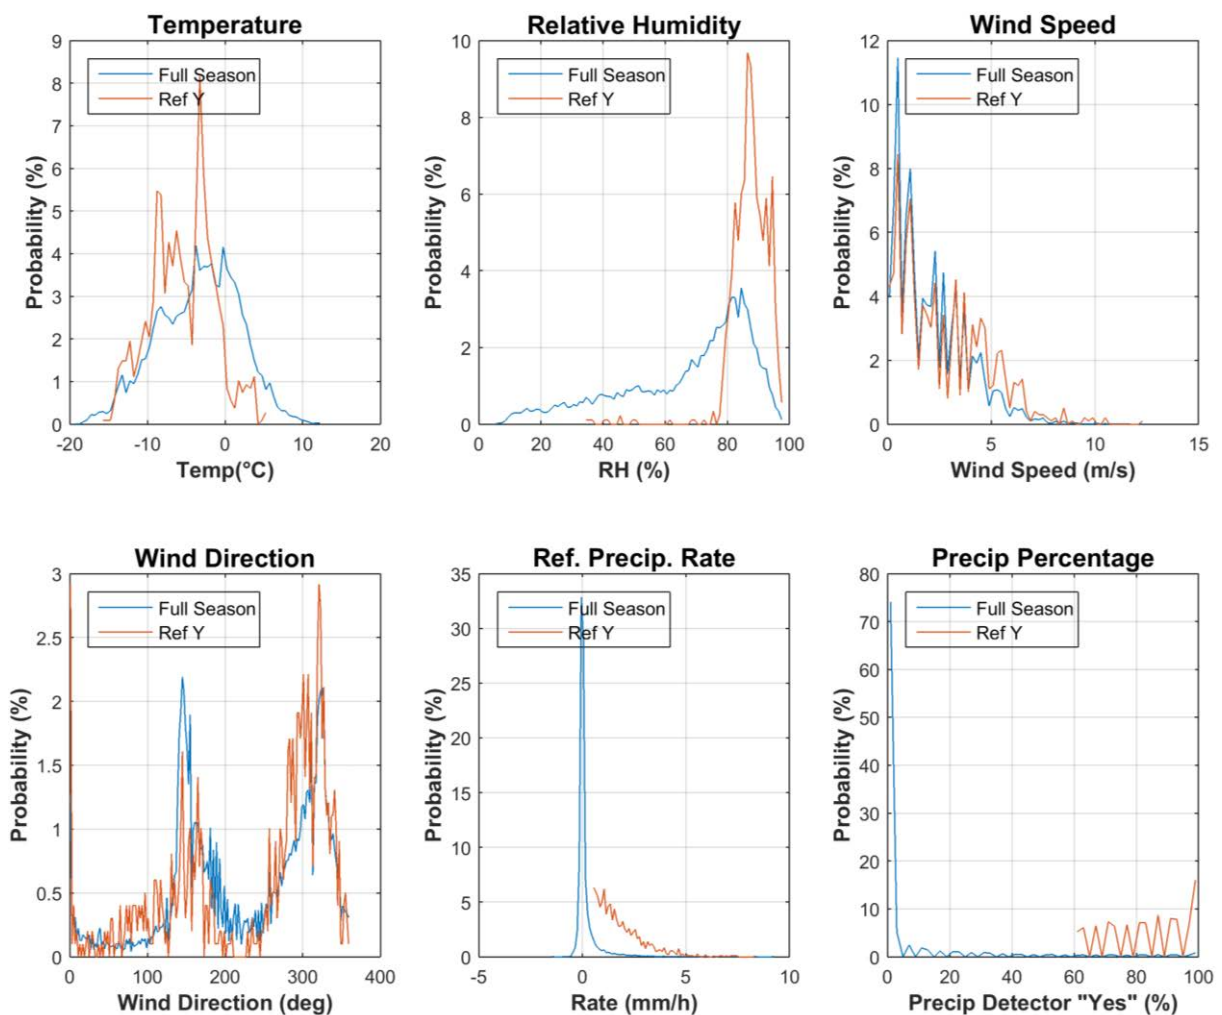 Temperature
Relative Humidity
Wind Speed
9
8
7
6
5
4
3
2
1
0
Probability (%)
Full Season
Ref Y
-20
-10
0
10
20
Temp(°C)
10
8
6
4
2
0
Probability (%)
Full Season
Ref Y
0
20
40
60
80
100
RH (%)
12
10
8
6
4
2
0
Probability (%)
Full Season
Ref Y
0
5
10
15
Wind Speed (m/s)
Wind Direction
Ref. Precip. Rate
Precip Percentage
3
2.5
2
1.5
1
0.5
0
Probability (%)
Full Season
Ref Y
0
100
200
300
400
Wind Direction (deg)
35
30
25
20
15
10
5
0
Probability (%)
Full Season
Ref Y
-5
0
5
10
Rate (mm/h)
80
70
60
50
40
30
20
10
0
Probability (%)
Full Season
Ref Y
0
20
40
60
80
100
Precip Detector "Yes" (%)